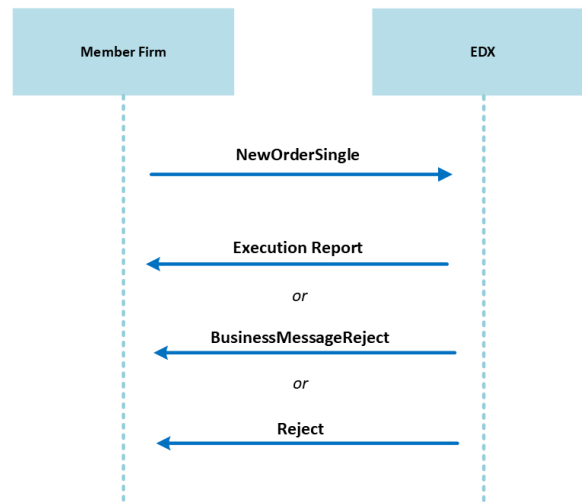 Member Firm
EDX
NewOrderSingle
Execution Report
or
BusinessMessageReject
or
Reject